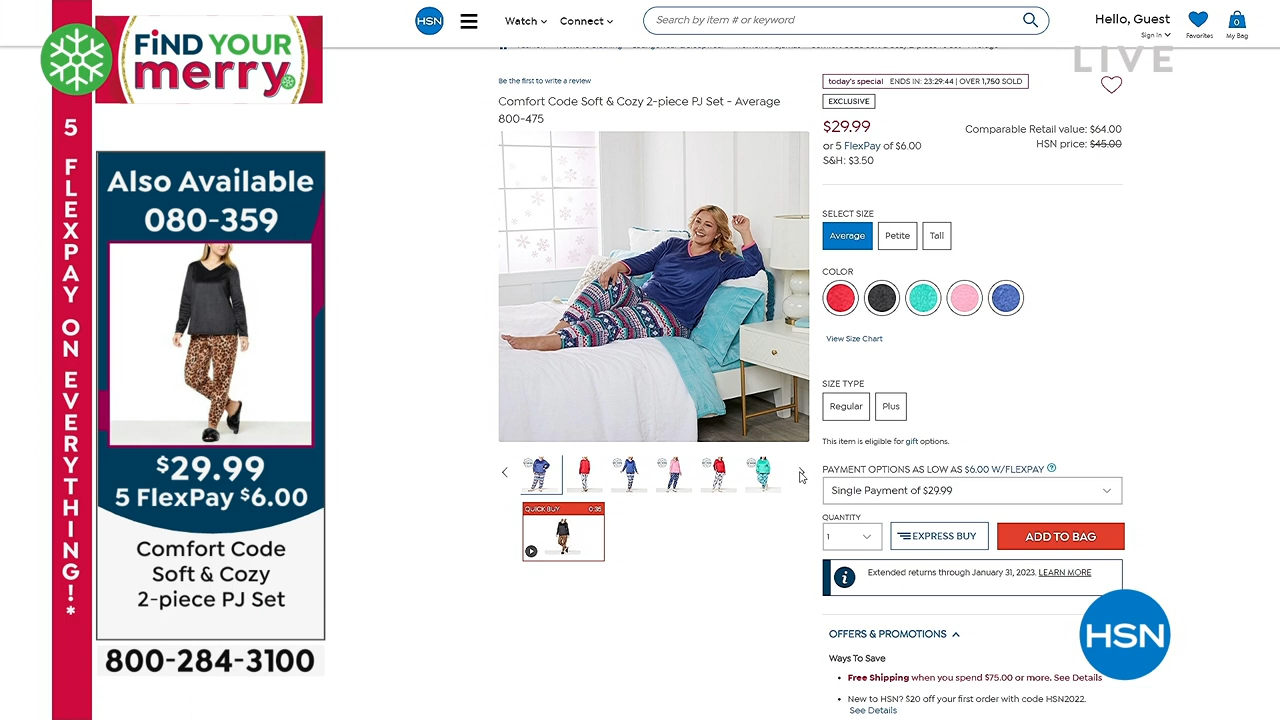 FiND YOUR
merry
5 FLEXPAY ON EVERYTHING!*
Also Available
080-359
$29.99
5 FlexPay $6.00
Comfort Code
Soft & Cozy
2-piece PJ Set
800-284-3100
HSN
Watch
Connect
Search by item # or keyword
Hello, Guest
Sign In
Favorites
0
My Bag
LIVE
Be the first to write a review
Comfort Code Soft & Cozy 2-piece PJ Set - Average
800-475
QUICK BUY 0:35
today's special ENDS IN: 23:29:44 | OVER 1,750 SOLD
EXCLUSIVE
$29.99
Comparable Retail value: $64.00
or 5 FlexPay of $6.00
HSN price: $45.00
S&H: $3.50
SELECT SIZE
Average
Petite
Tall
COLOR
View Size Chart
SIZE TYPE
Regular
Plus
This item is eligible for gift options.
PAYMENT OPTIONS AS LOW AS $6.00 W/FLEXPAY
Single Payment of $29.99
QUANTITY
1
EXPRESS BUY
ADD TO BAG
Extended returns through January 31, 2023. LEARN MORE
OFFERS & PROMOTIONS
HSN
Ways To Save
Free Shipping when you spend $75.00 or more. See Details
New to HSN? $20 off your first order with code HSN2022.
See Details